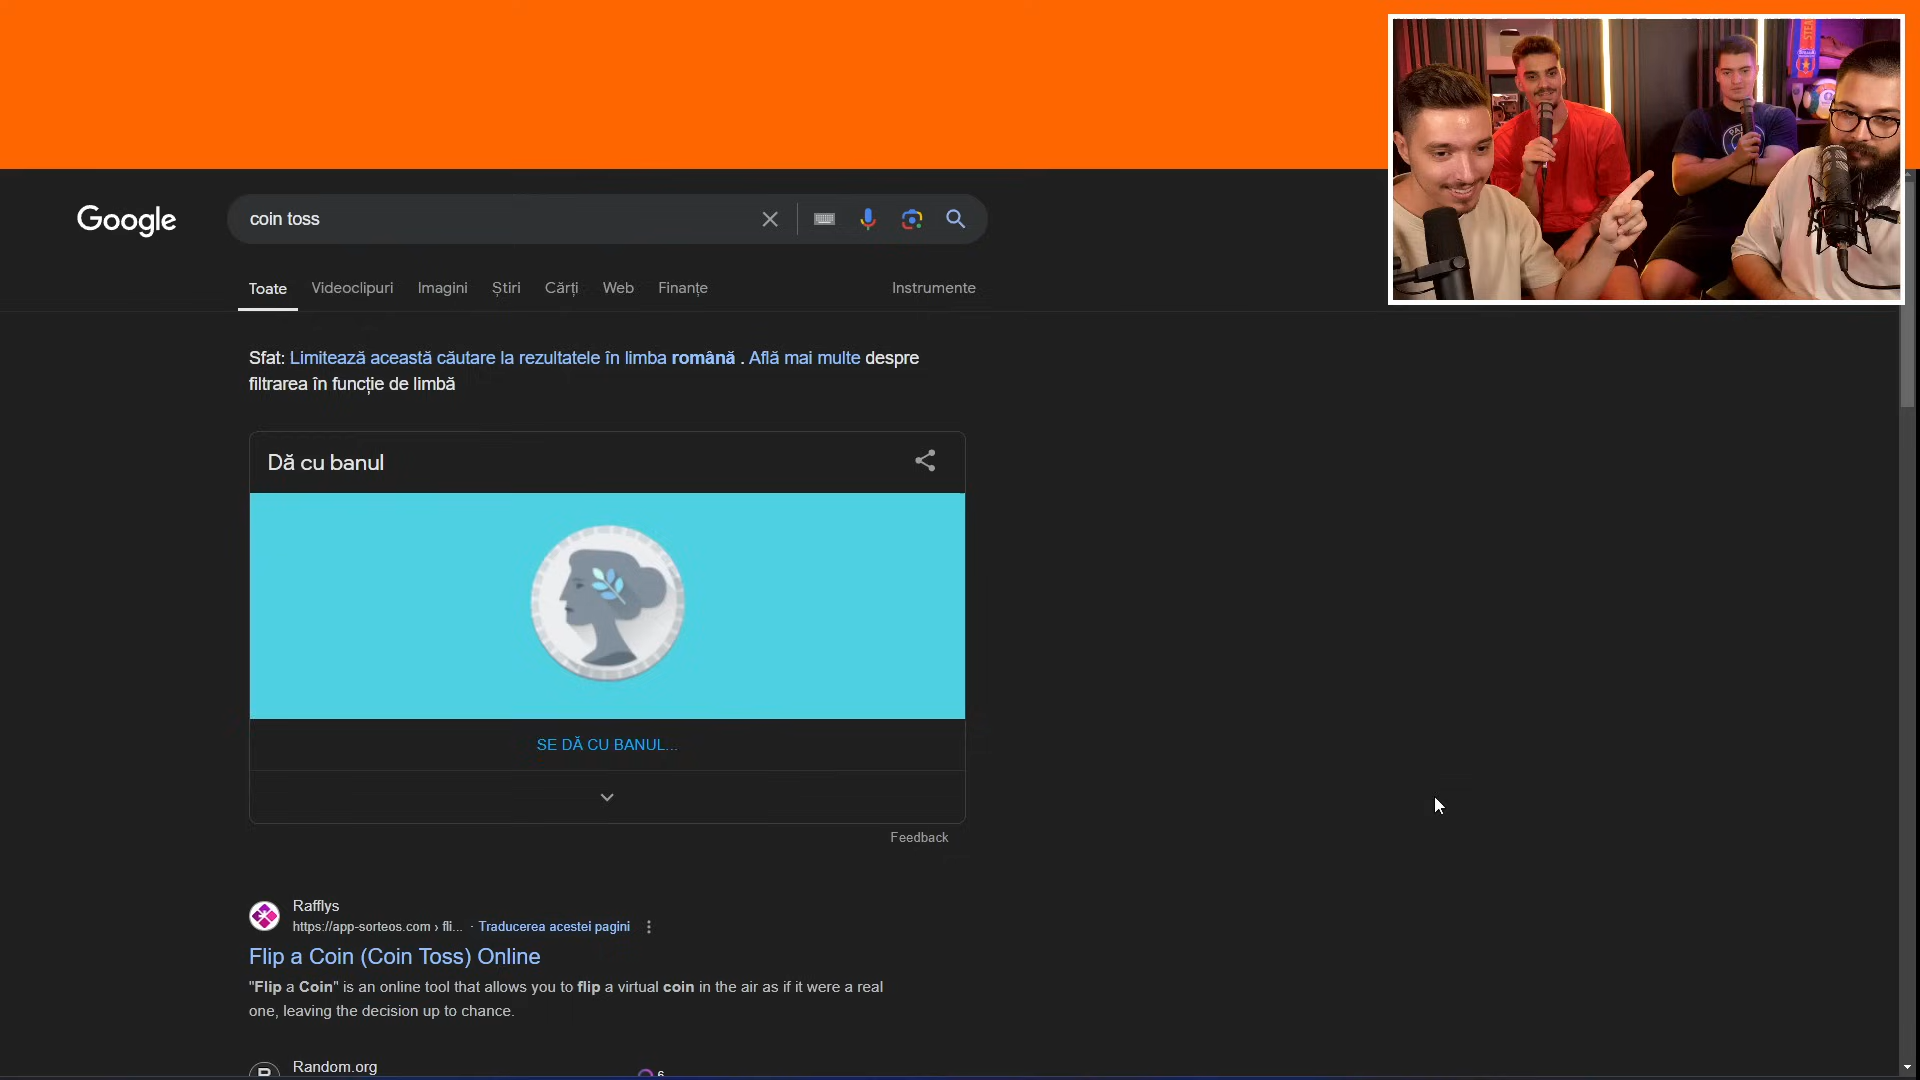 Google
coin toss
Toate Videoclipuri Imagini Știri Cărți Web Finanțe Instrumente
Sfat: Limitează această căutare la rezultatele în limba română . Află mai multe despre
filtrarea în funcție de limbă
Dă cu banul
SE DĂ CU BANUL...
Feedback
Rafflys
https://app-sorteos.com › fli... · Traducerea acestei pagini
Flip a Coin (Coin Toss) Online
"Flip a Coin" is an online tool that allows you to flip a virtual coin in the air as if it were a real
one, leaving the decision up to chance.
Random.org